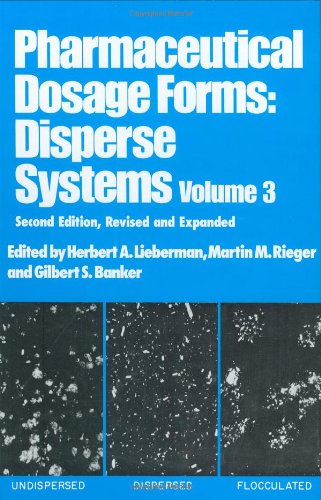 Pharmaceutical
Dosage Forms:
Disperse
Systems Volume 3
Second Edition, Revised and Expanded
Edited by Herbert A. Lieberman, Martin M. Rieger
and Gilbert S. Banker
UNDISPERSED DISPERSED FLOCCULATED